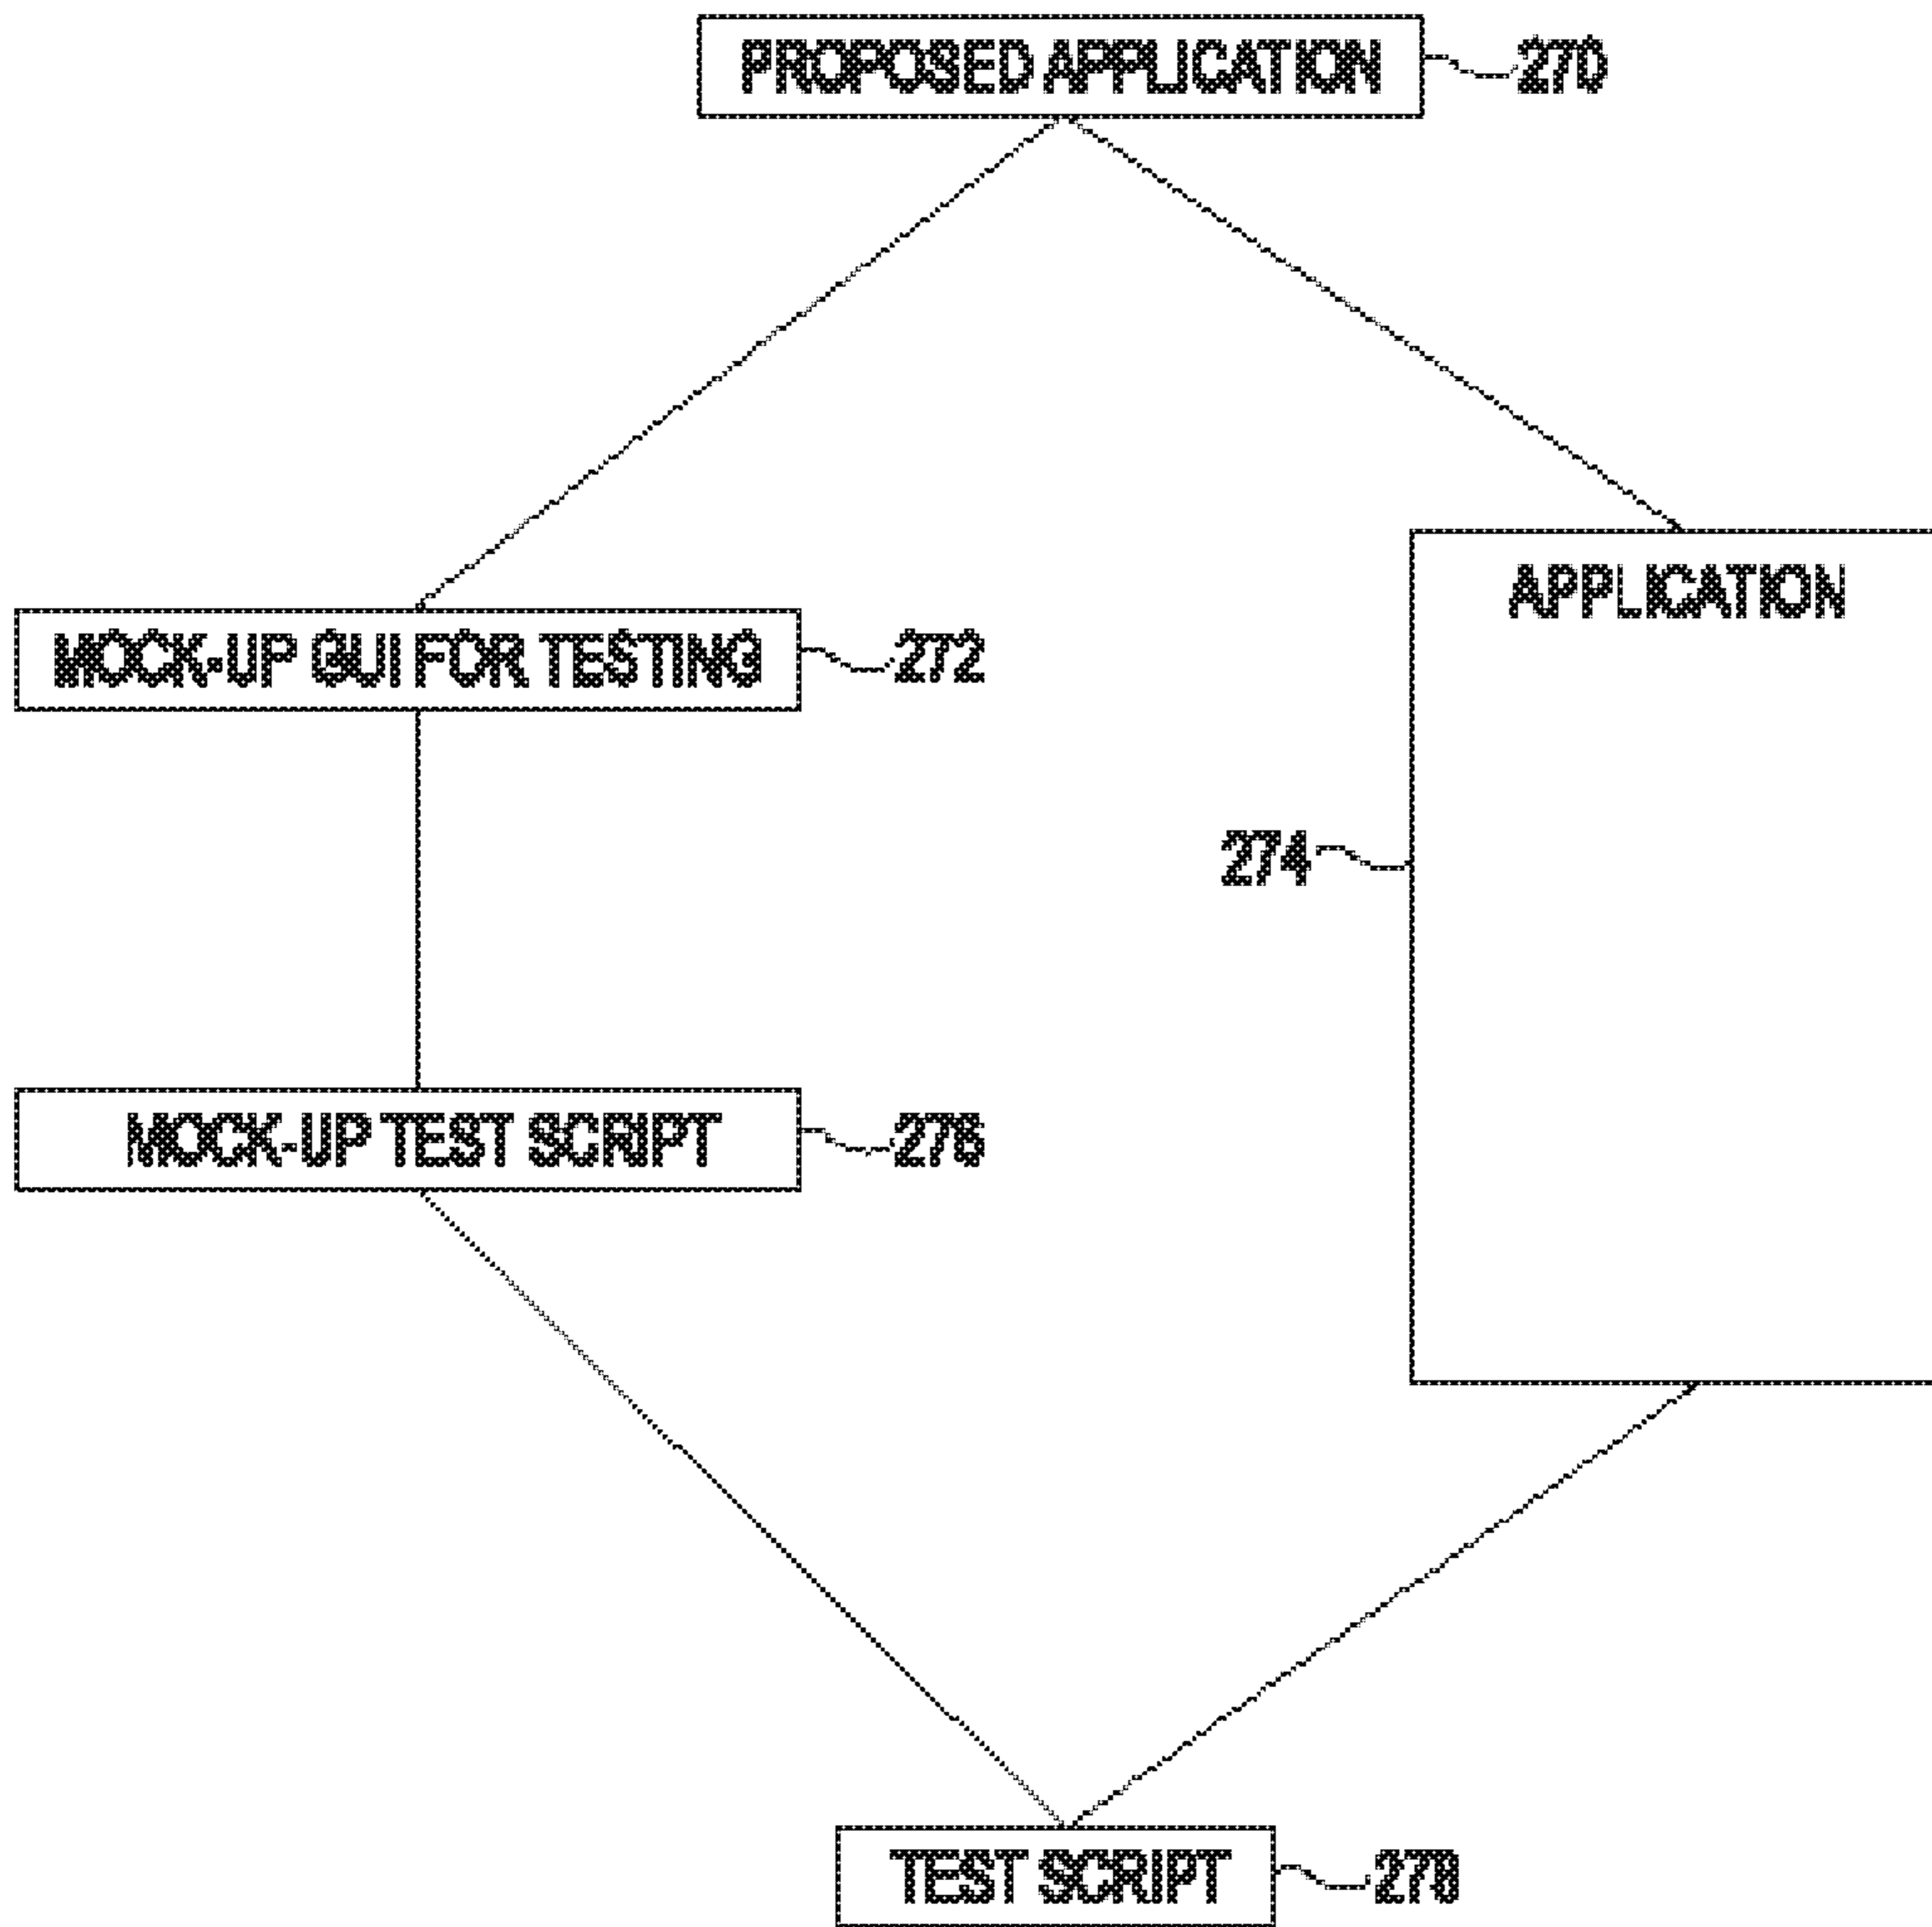 PROPOSED APPLICATION 270
APPLICATION
MOCK-UP GUI FOR TESTING 272
274
MOCK-UP TEST SCRIPT 276
TEST SCRIPT 278